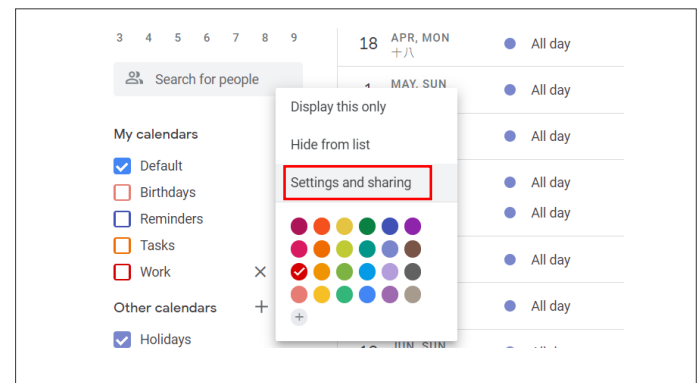 3 4 5 6 7 8 9
Search for people
My calendars
Default
Birthdays
Reminders
Tasks
Work
Other calendars
Holidays
Display this only
Hide from list
Settings and sharing
18 APR, MON
十八
All day
MAY, SUN
All day
All day
All day
All day
All day
All day
JUN, SUN